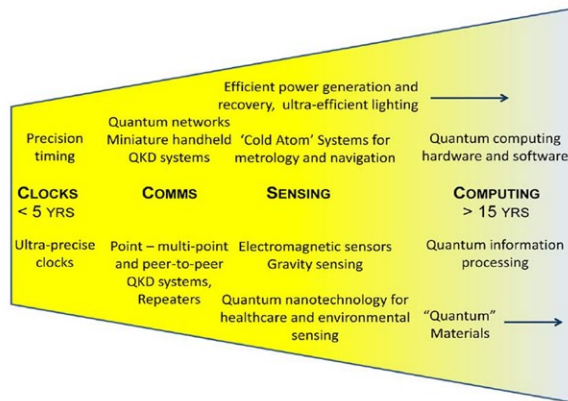 Efficient power generation and
recovery, ultra-efficient lighting
Precision
timing
Quantum networks
Miniature handheld
QKD systems
‘Cold Atom’ Systems for
metrology and navigation
Quantum computing
hardware and software
CLOCKS
< 5 YRS
COMMS
SENSING
COMPUTING
> 15 YRS
Ultra-precise
clocks
Point – multi-point
and peer-to-peer
QKD systems,
Repeaters
Electromagnetic sensors
Gravity sensing
Quantum nanotechnology for
healthcare and environmental
sensing
Quantum information
processing
“Quantum”
Materials